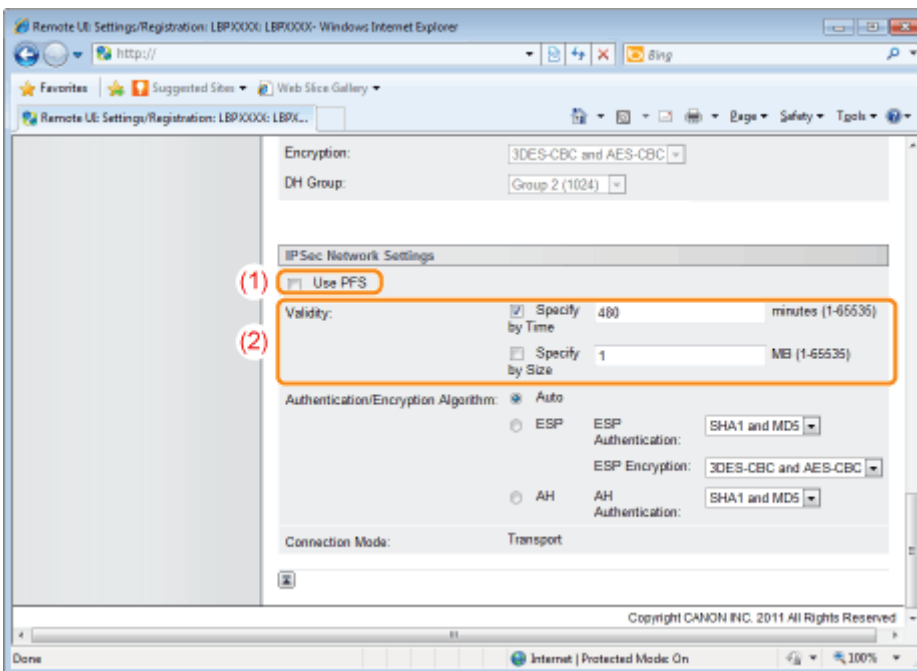 Remote UI: Settings/Registration: LBPXXXX: LBPXXXX- Windows Internet Explorer
http://
Bing
Favorites Suggested Sites Web Slice Gallery
Remote UI: Settings/Registration: LBPXXXX: LBPX...
Page Safety Tools
Encryption: 3DES-CBC and AES-CBC
DH Group: Group 2 (1024)
IPSec Network Settings
(1) Use PFS
(2) Validity: Specify by Time 480 minutes (1-65535)
Specify by Size 1 MB (1-65535)
Authentication/Encryption Algorithm: Auto
ESP ESP Authentication: SHA1 and MD5
ESP Encryption: 3DES-CBC and AES-CBC
AH AH Authentication: SHA1 and MD5
Connection Mode: Transport
Copyright CANON INC. 2011 All Rights Reserved
Done Internet | Protected Mode: On 100%